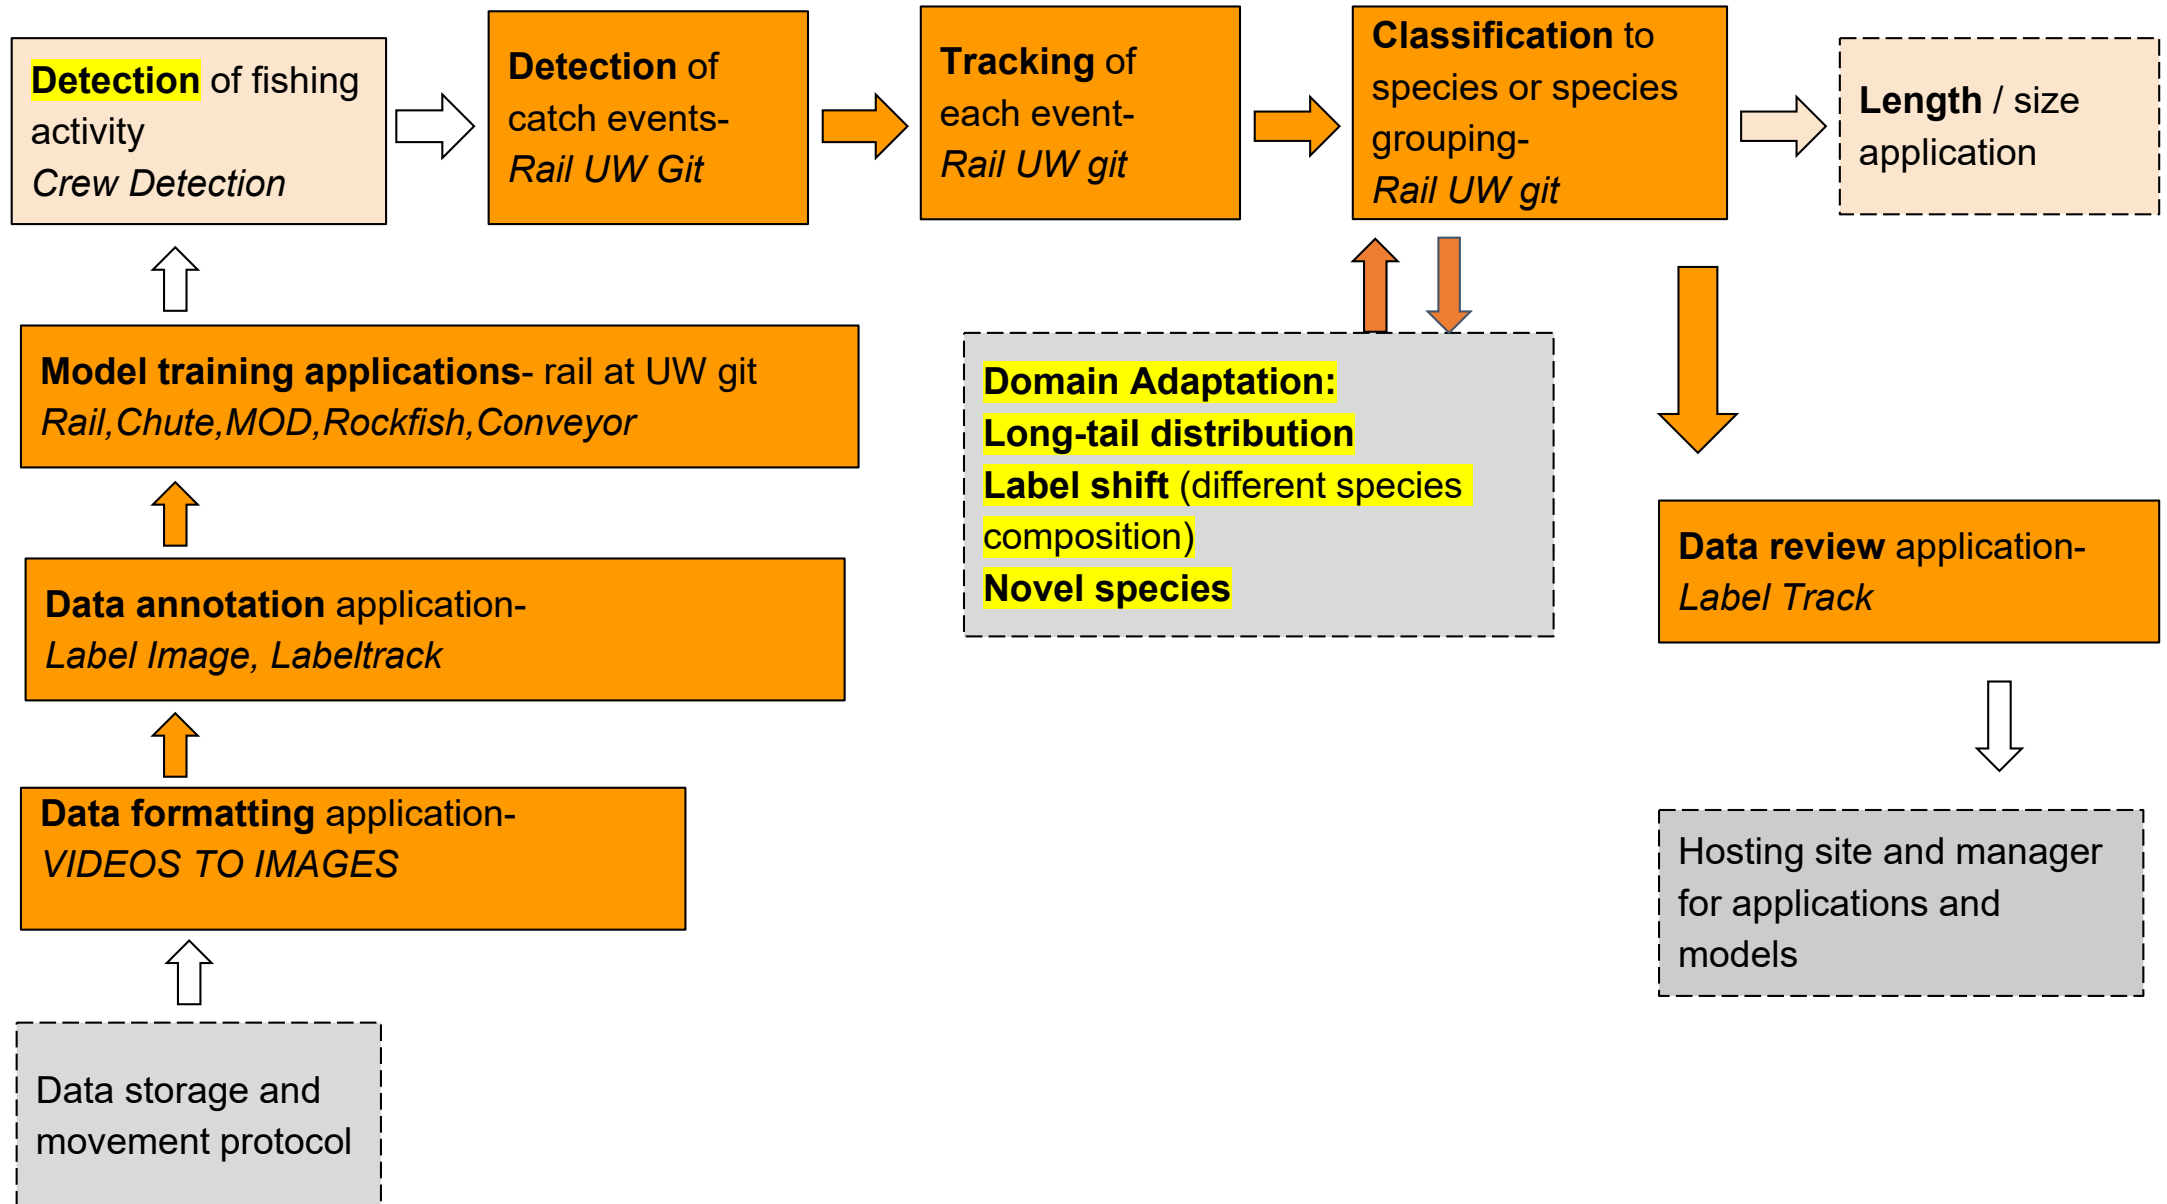 Detection of fishing
activity
Crew Detection
Detection of
catch events-
Rail UW Git
Tracking of
each event-
Rail UW git
Classification to
species or species
grouping-
Rail UW git
Length / size
application
Model training applications- rail at UW git
Rail,Chute,MOD,Rockfish,Conveyor
Domain Adaptation:
Long-tail distribution
Label shift (different species
composition)
Novel species
Data annotation application-
Label Image, Labeltrack
Data review application-
Label Track
Data formatting application-
VIDEOS TO IMAGES
Hosting site and manager
for applications and
models
Data storage and
movement protocol